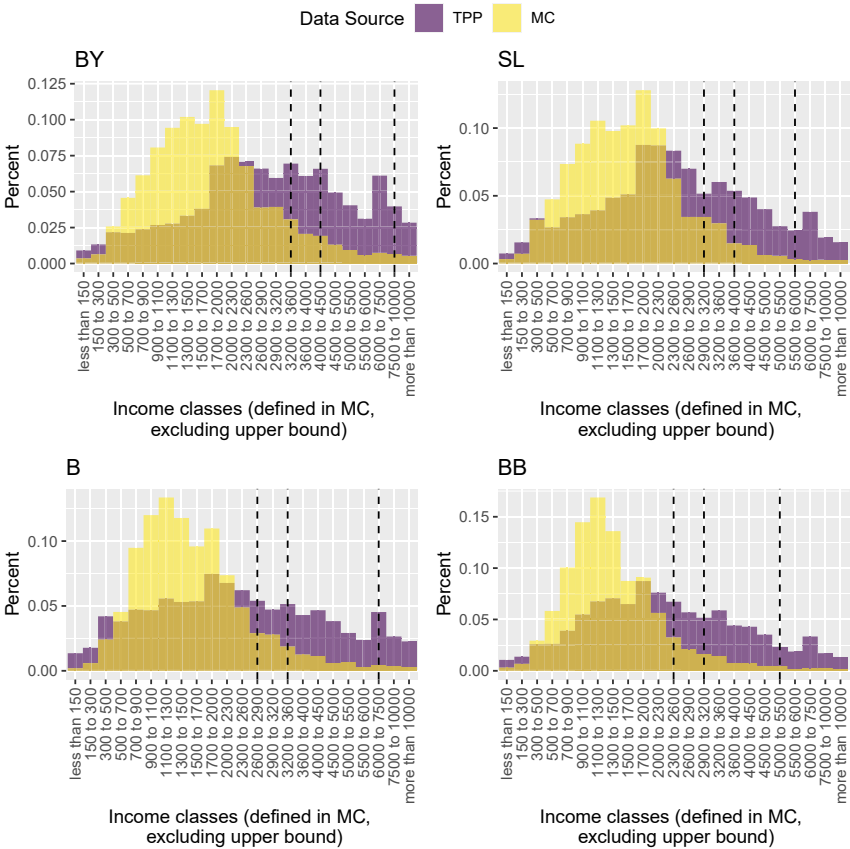 Data Source TPP MC
BY
Percent
0.125
0.100
0.075
0.050
0.025
0.000
less than 150
150 to 300
300 to 500
500 to 700
700 to 900
900 to 1100
1100 to 1300
1300 to 1500
1500 to 1700
1700 to 2000
2000 to 2300
2300 to 2600
2600 to 2900
2900 to 3200
3200 to 3600
3600 to 4000
4000 to 4500
4500 to 5000
5000 to 5500
5500 to 6000
6000 to 7500
7500 to 10000
more than 10000
Income classes (defined in MC,
excluding upper bound)
SL
Percent
0.10
0.05
0.00
less than 150
150 to 300
300 to 500
500 to 700
700 to 900
900 to 1100
1100 to 1300
1300 to 1500
1500 to 1700
1700 to 2000
2000 to 2300
2300 to 2600
2600 to 2900
2900 to 3200
3200 to 3600
3600 to 4000
4000 to 4500
4500 to 5000
5000 to 5500
5500 to 6000
6000 to 7500
7500 to 10000
more than 10000
Income classes (defined in MC,
excluding upper bound)
B
Percent
0.10
0.05
0.00
less than 150
150 to 300
300 to 500
500 to 700
700 to 900
900 to 1100
1100 to 1300
1300 to 1500
1500 to 1700
1700 to 2000
2000 to 2300
2300 to 2600
2600 to 2900
2900 to 3200
3200 to 3600
3600 to 4000
4000 to 4500
4500 to 5000
5000 to 5500
5500 to 6000
6000 to 7500
7500 to 10000
more than 10000
Income classes (defined in MC,
excluding upper bound)
BB
Percent
0.15
0.10
0.05
0.00
less than 150
150 to 300
300 to 500
500 to 700
700 to 900
900 to 1100
1100 to 1300
1300 to 1500
1500 to 1700
1700 to 2000
2000 to 2300
2300 to 2600
2600 to 2900
2900 to 3200
3200 to 3600
3600 to 4000
4000 to 4500
4500 to 5000
5000 to 5500
5500 to 6000
6000 to 7500
7500 to 10000
more than 10000
Income classes (defined in MC,
excluding upper bound)